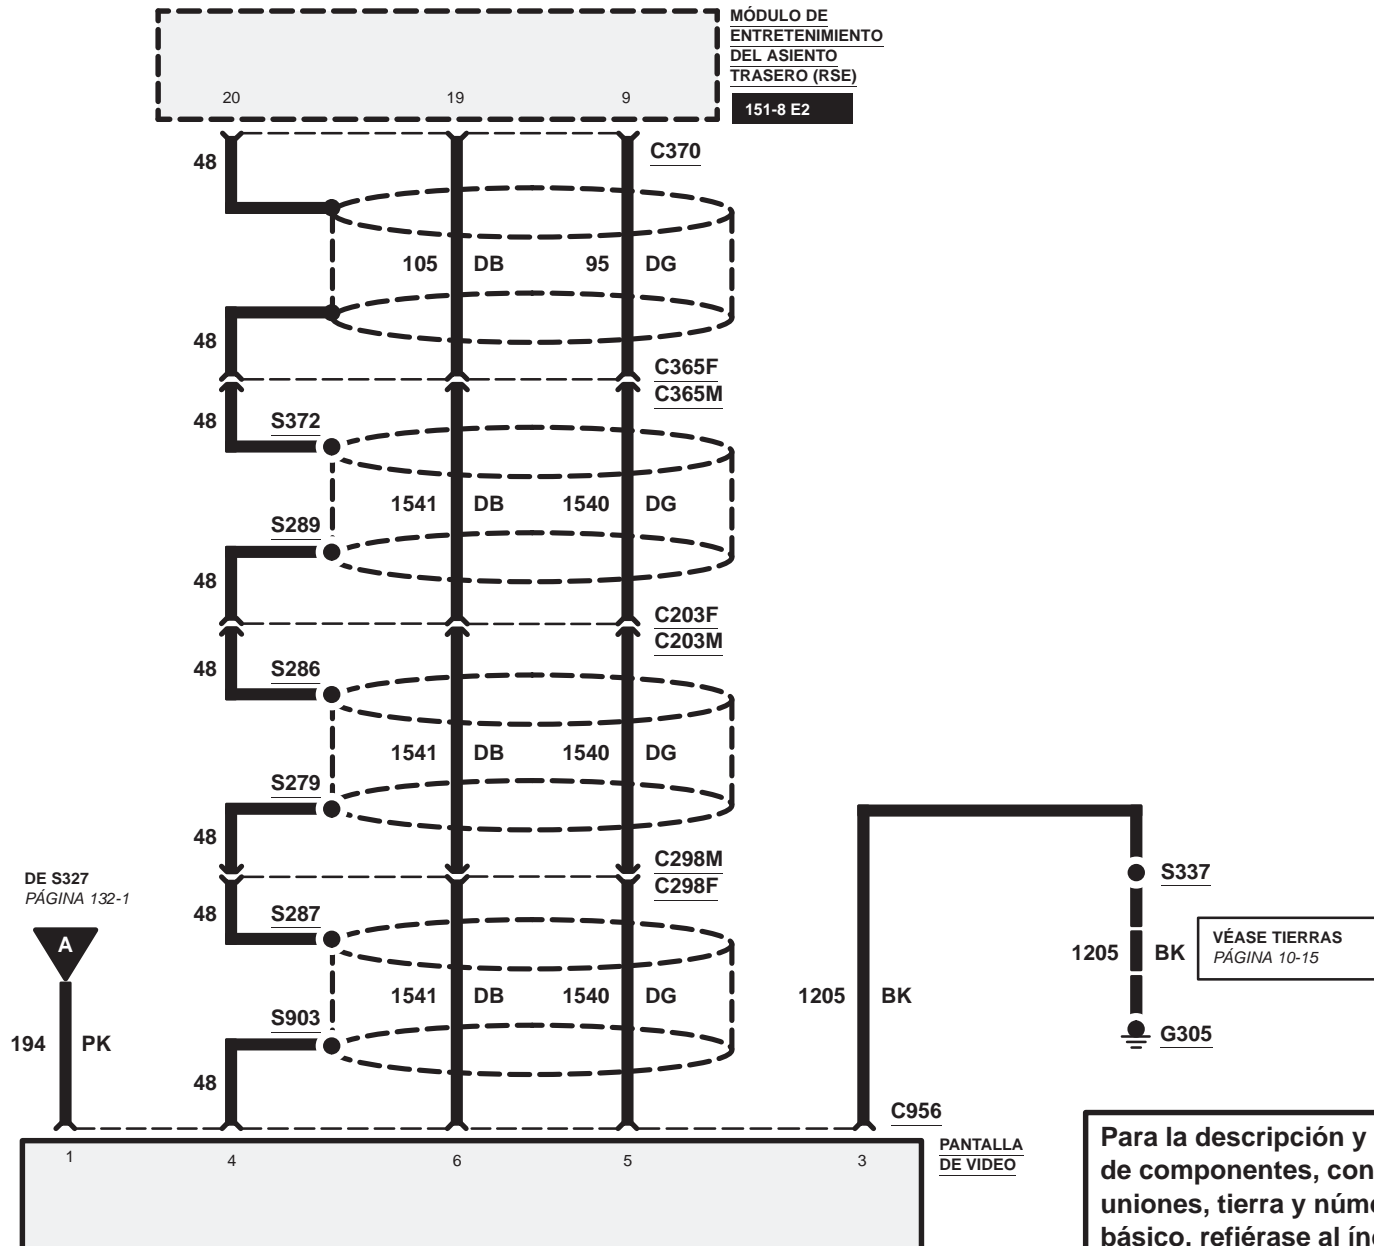 MÓDULO DE
ENTRETENIMIENTO
DEL ASIENTO
TRASERO (RSE)
151-8 E2
20 19 9
C370
48
105 DB 95 DG
48
C365F
C365M
48 S372
1541 DB 1540 DG
S289
48
C203F
C203M
48 S286
1541 DB 1540 DG
S279
48
C298M
C298F
DE S327
PÁGINA 132-1
A
48 S287
1541 DB 1540 DG
S903
194 PK
48
S337
1205 BK
VÉASE TIERRAS
PÁGINA 10-15
1205 BK
G305
C956
PANTALLA
DE VIDEO
1 4 6 5 3
Para la descripción y
de componentes, con
uniones, tierra y núm
básico, refiérase al